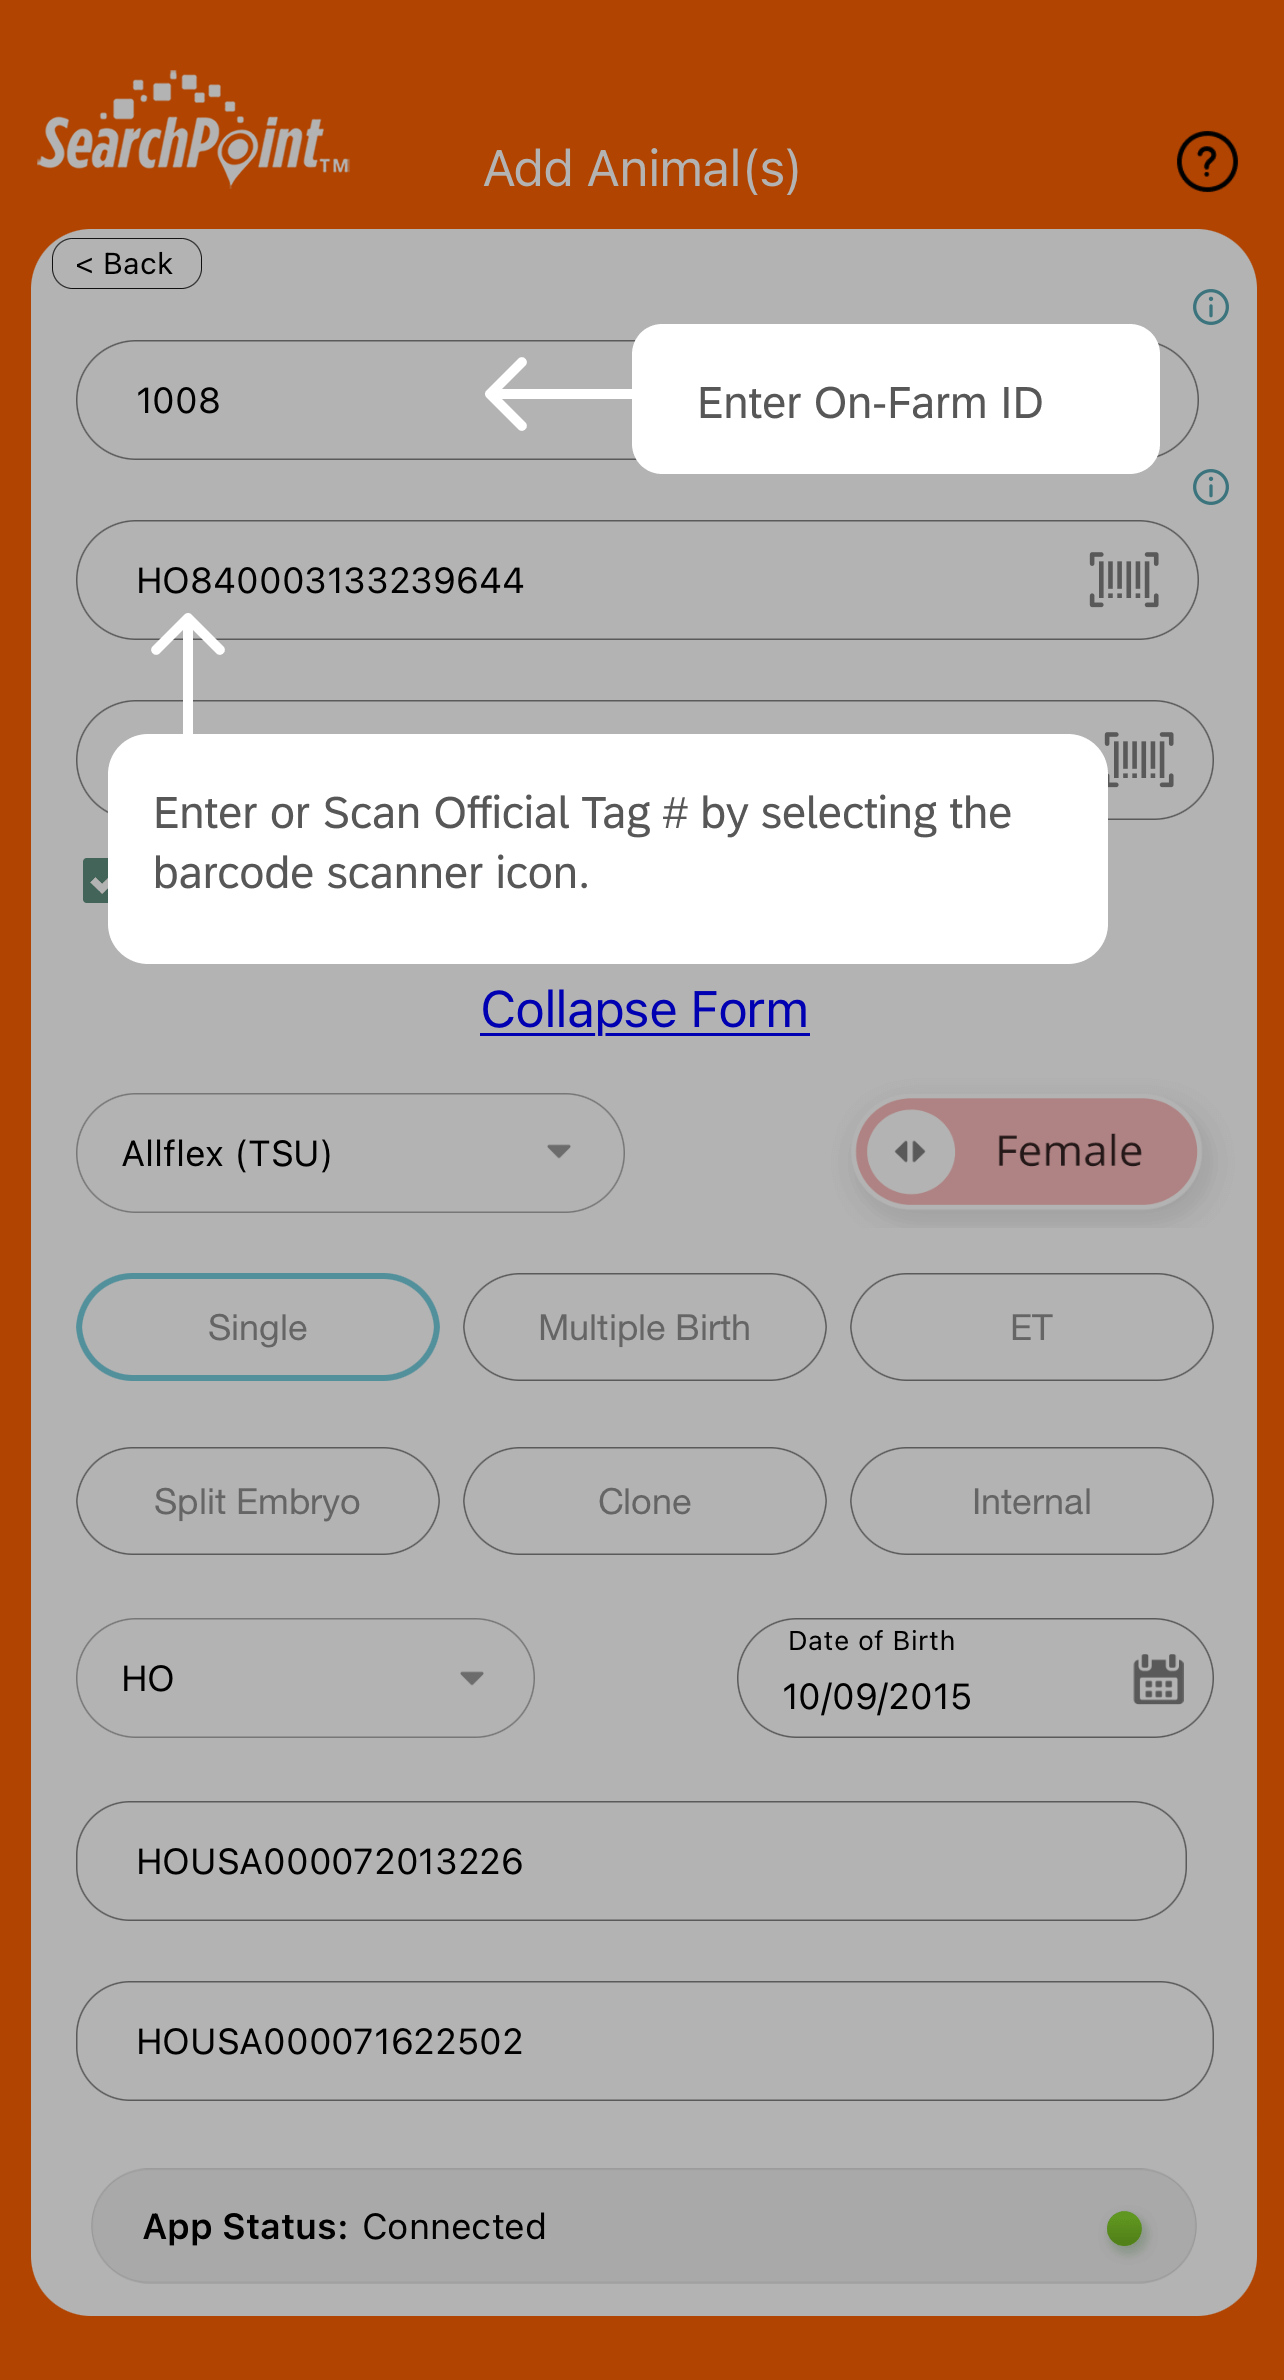 SearchPoint™
Add Animal(s)
?
< Back
1008
Enter On-Farm ID
HO840003133239644
Enter or Scan Official Tag # by selecting the
barcode scanner icon.
Collapse Form
Allflex (TSU)
Female
Single
Multiple Birth
ET
Split Embryo
Clone
Internal
HO
Date of Birth
10/09/2015
HOUSA000072013226
HOUSA000071622502
App Status: Connected